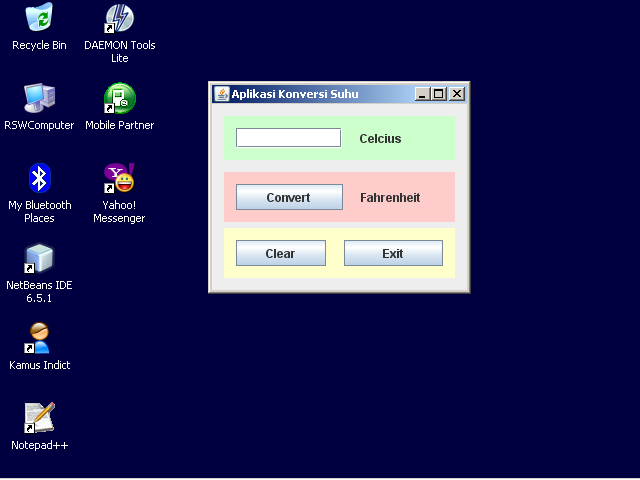 Recycle Bin
DAEMON Tools
Lite
RSWComputer
Mobile Partner
My Bluetooth
Places
Yahoo!
Messenger
NetBeans IDE
6.5.1
Kamus Indict
Notepad++
Aplikasi Konversi Suhu
Celcius
Convert
Fahrenheit
Clear
Exit